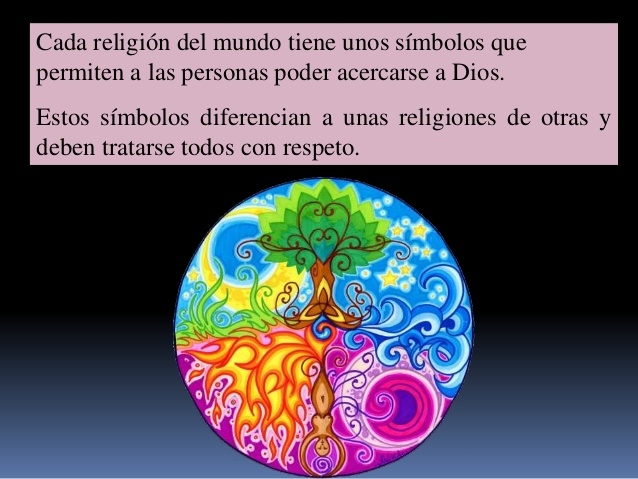 Cada religión del mundo tiene unos símbolos que
permiten a las personas poder acercarse a Dios.
Estos símbolos diferencian a unas religiones de otras y
deben tratarse todos con respeto.